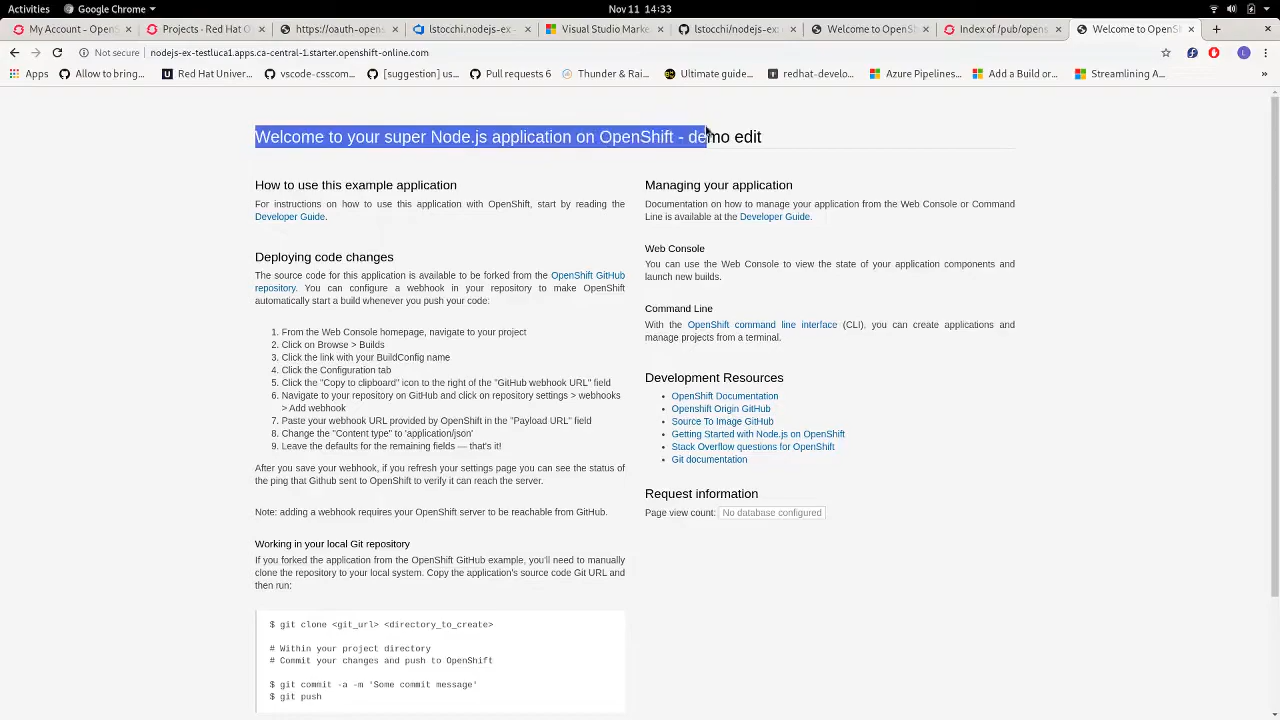 Activities
Google Chrome
Nov 11 14:33
My Account - OpenS
Projects - Red Hat O
https://oauth-opens
lstocchi.nodejs-ex -
Visual Studio Marke
lstocchi/nodejs-ex
Welcome to OpenSh
Index of /pub/opens
Welcome to OpenSh
Not secure
nodejs-ex-testluca1.apps.ca-central-1.starter.openshift-online.com
L
Apps
Allow to bring...
Red Hat Univer...
vscode-csscom...
[suggestion] us...
Pull requests 6
Thunder & Rai...
Ultimate guide...
redhat-develo...
Azure Pipelines...
Add a Build or...
Streamlining A...
»
Welcome to your super Node.js application on OpenShift - demo edit
How to use this example application
For instructions on how to use this application with OpenShift, start by reading the
Developer Guide.
Deploying code changes
The source code for this application is available to be forked from the OpenShift GitHub
repository. You can configure a webhook in your repository to make OpenShift
automatically start a build whenever you push your code:
1. From the Web Console homepage, navigate to your project
2. Click on Browse > Builds
3. Click the link with your BuildConfig name
4. Click the Configuration tab
5. Click the "Copy to clipboard" icon to the right of the "GitHub webhook URL" field
6. Navigate to your repository on GitHub and click on repository settings > webhooks
> Add webhook
7. Paste your webhook URL provided by OpenShift in the "Payload URL" field
8. Change the "Content type" to 'application/json'
9. Leave the defaults for the remaining fields — that's it!
After you save your webhook, if you refresh your settings page you can see the status of
the ping that Github sent to OpenShift to verify it can reach the server.
Note: adding a webhook requires your OpenShift server to be reachable from GitHub.
Working in your local Git repository
If you forked the application from the OpenShift GitHub example, you'll need to manually
clone the repository to your local system. Copy the application's source code Git URL and
then run:
$ git clone <git_url> <directory_to_create>
# Within your project directory
# Commit your changes and push to OpenShift
$ git commit -a -m 'Some commit message'
$ git push
Managing your application
Documentation on how to manage your application from the Web Console or Command
Line is available at the Developer Guide.
Web Console
You can use the Web Console to view the state of your application components and
launch new builds.
Command Line
With the OpenShift command line interface (CLI), you can create applications and
manage projects from a terminal.
Development Resources
• OpenShift Documentation
• Openshift Origin GitHub
• Source To Image GitHub
• Getting Started with Node.js on OpenShift
• Stack Overflow questions for OpenShift
• Git documentation
Request information
Page view count: No database configured